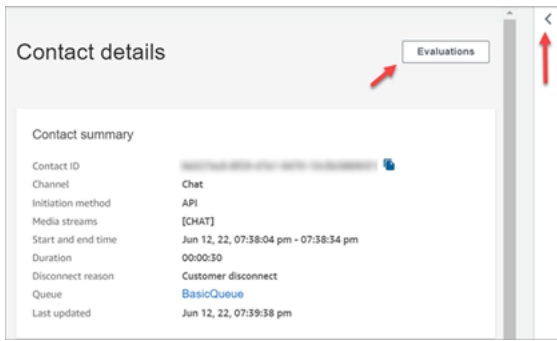 Contact details
Evaluations
Contact summary
Contact ID
Channel Chat
Initiation method API
Media streams [CHAT]
Start and end time Jun 12, 22, 07:38:04 pm - 07:38:34 pm
Duration 00:00:30
Disconnect reason Customer disconnect
Queue BasicQueue
Last updated Jun 12, 22, 07:39:38 pm